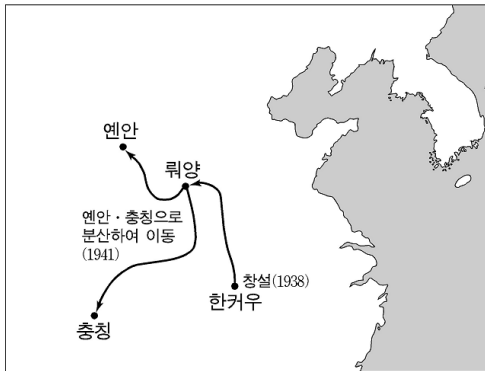 옌안
뤄양
옌안·충칭으로
분산하여 이동
(1941)
창설(1938)
한커우
충칭